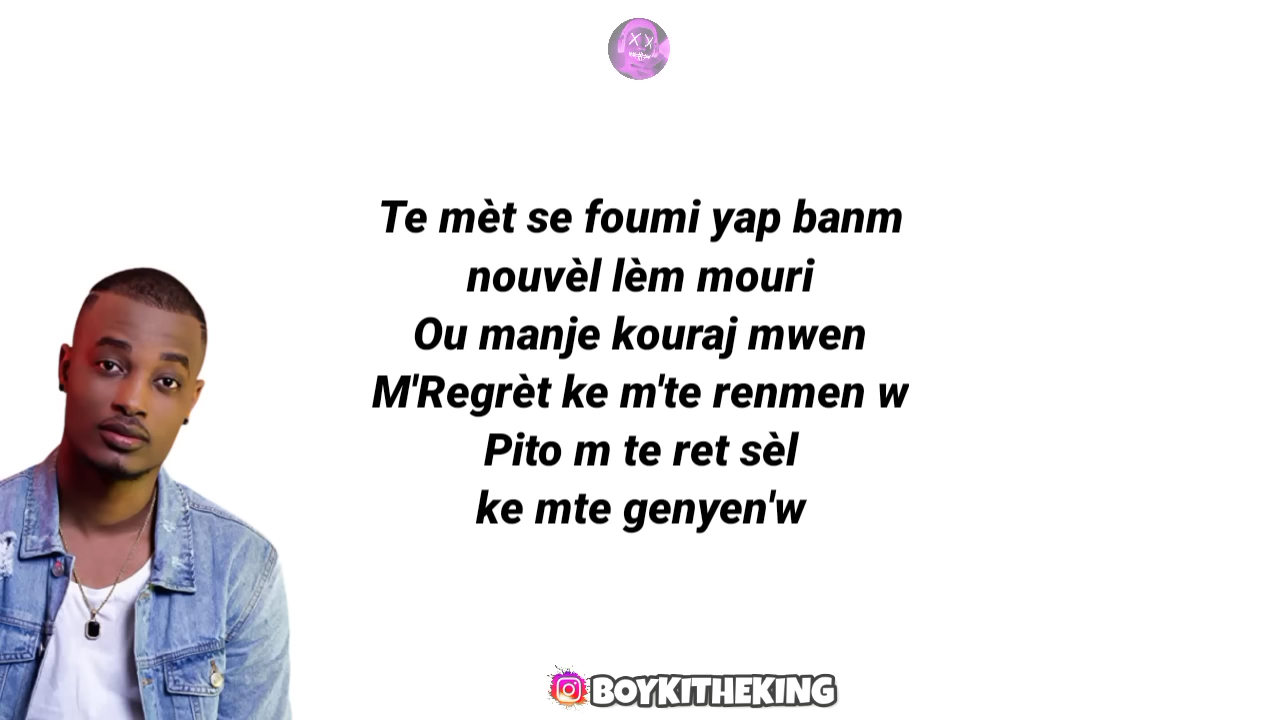 Te mèt se foumi yap banm
nouvèl lèm mouri
Ou manje kouraj mwen
M'Regrèt ke m'te renmen w
Pito m te ret sèl
ke mte genyen'w
BOYKITHEKING